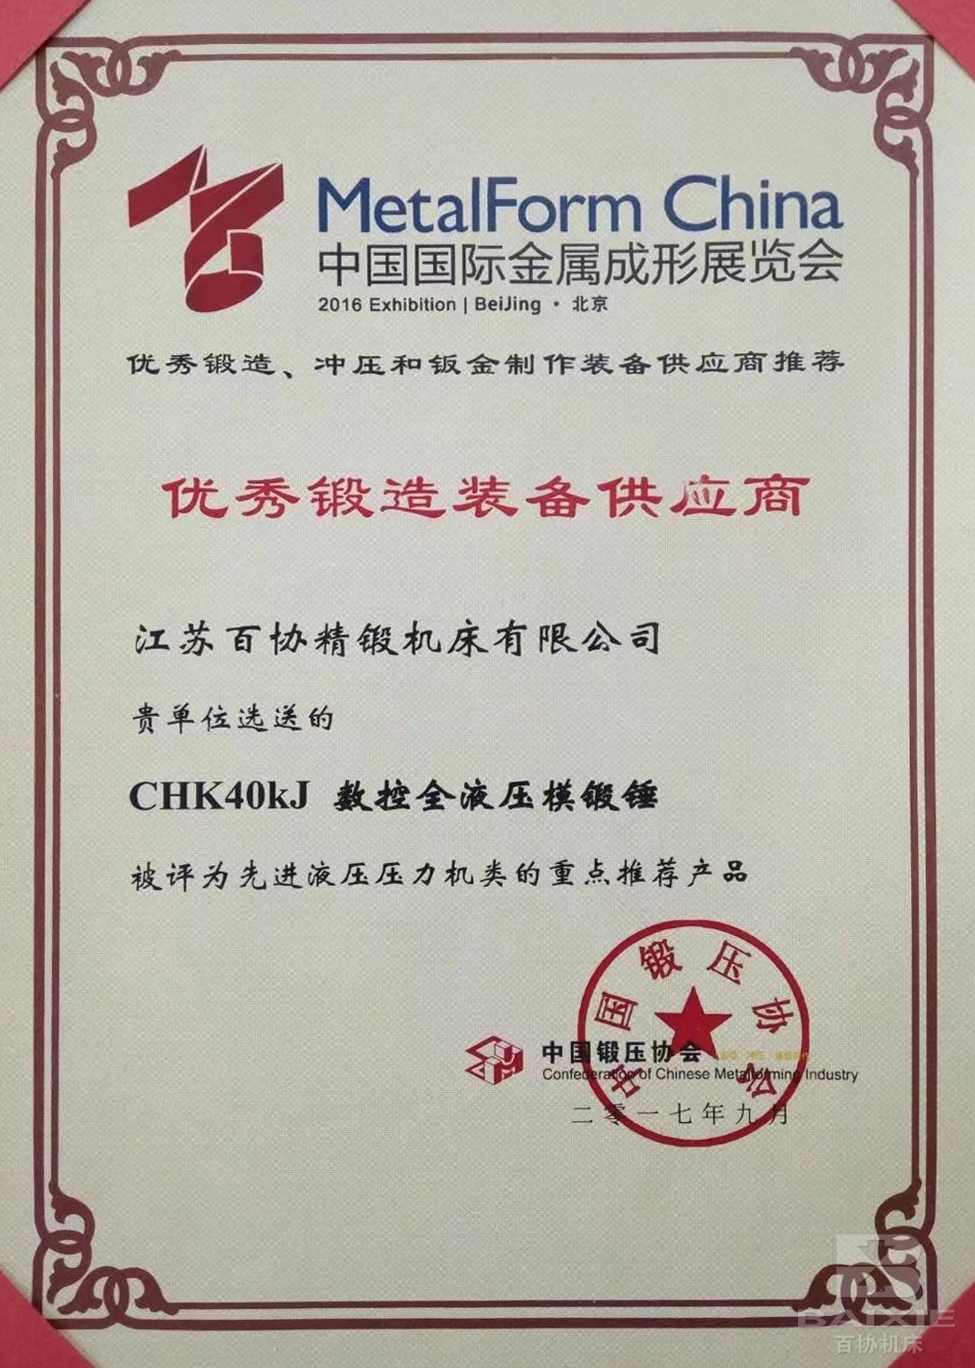 MetalForm China
中国国际金属成形展览会
2016 Exhibition | BeiJing · 北京
优秀锻造、冲压和钣金制作装备供应商推荐
优秀锻造装备供应商
江苏百协精锻机床有限公司
贵单位选送的
CHK40kJ 数控全液压模锻锤
被评为先进液压压力机类的重点推荐产品
中国锻压协会
中国锻压协会
Confederation of Chinese Metalforming Industry
二零一七年九月
BAIXIE
百协机床